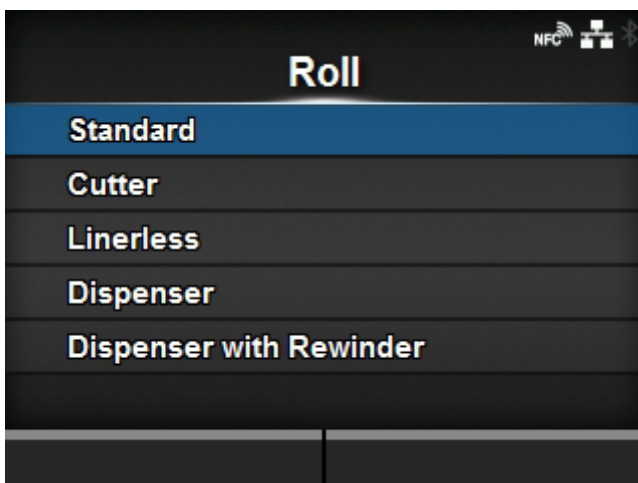 NFC
Roll
Standard
Cutter
Linerless
Dispenser
Dispenser with Rewinder